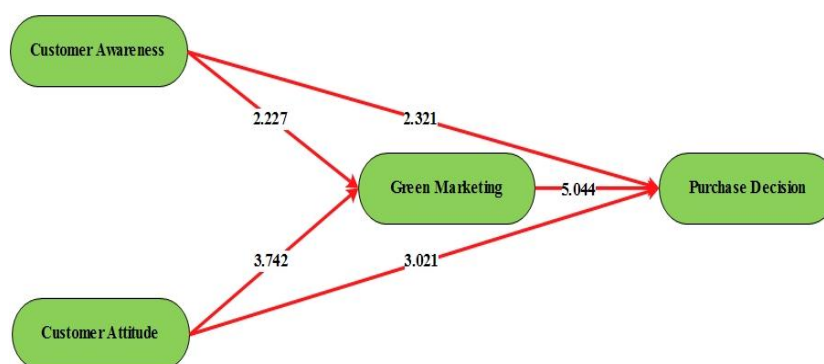 Customer Awareness
2.227
2.321
Green Marketing
5.044
Purchase Decision
3.742
3.021
Customer Attitude